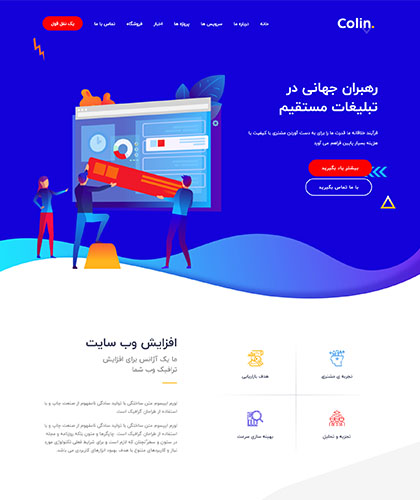 Colin.
خانه درباره ما سرویس ها پروژه ها اخبار فروشگاه تماس با ما
یک نقل قول
رهبران جهانی در
تبلیغات مستقیم
فرآیند خلاقانه ما قدرت ما را برای به دست آوردن مشتری با کیفیت با
هزینه بسیار پایین فراهم می آورد
بیشتر یاد بگیرید
با ما تماس بگیرید
افزایش وب سایت
ما یک آژانس برای افزایش
ترافیک وب شما
لورم ایپسوم متن ساختگی با تولید سادگی نامفهوم از صنعت چاپ و با
استفاده از طراحان گرافیک است.
لورم ایپسوم متن ساختگی با تولید سادگی نامفهوم از صنعت چاپ و با
استفاده از طراحان گرافیک است. چاپگرها و متون بلکه روزنامه و مجله
در ستون و سطرآنچنان که لازم است و برای شرایط فعلی تکنولوژی مورد
نیاز و کاربردهای متنوع با هدف بهبود ابزارهای کاربردی می باشد.
تجربه ی مشتری
هدف بازاریابی
تجزیه و تحلیل
بهینه سازی سرعت